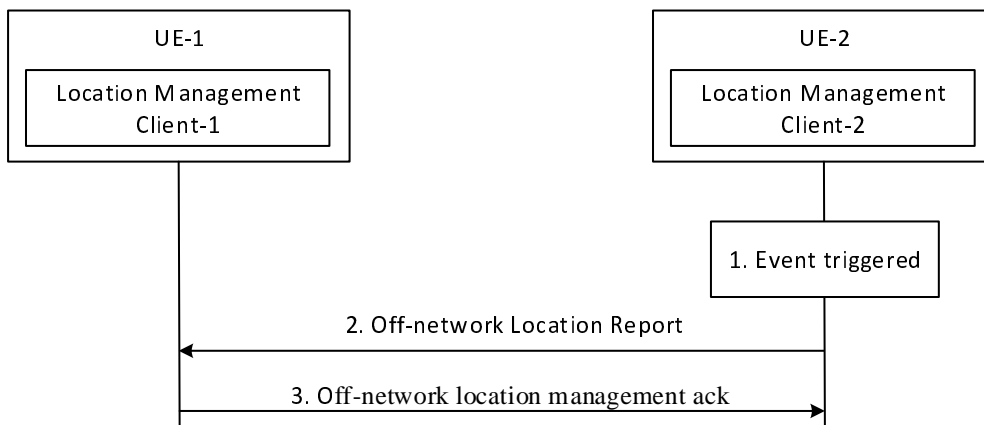 UE-1
UE-2
Location Management
Client-1
Location Management
Client-2
1. Event triggered
2. Off-network Location Report
3. Off-network location management ack